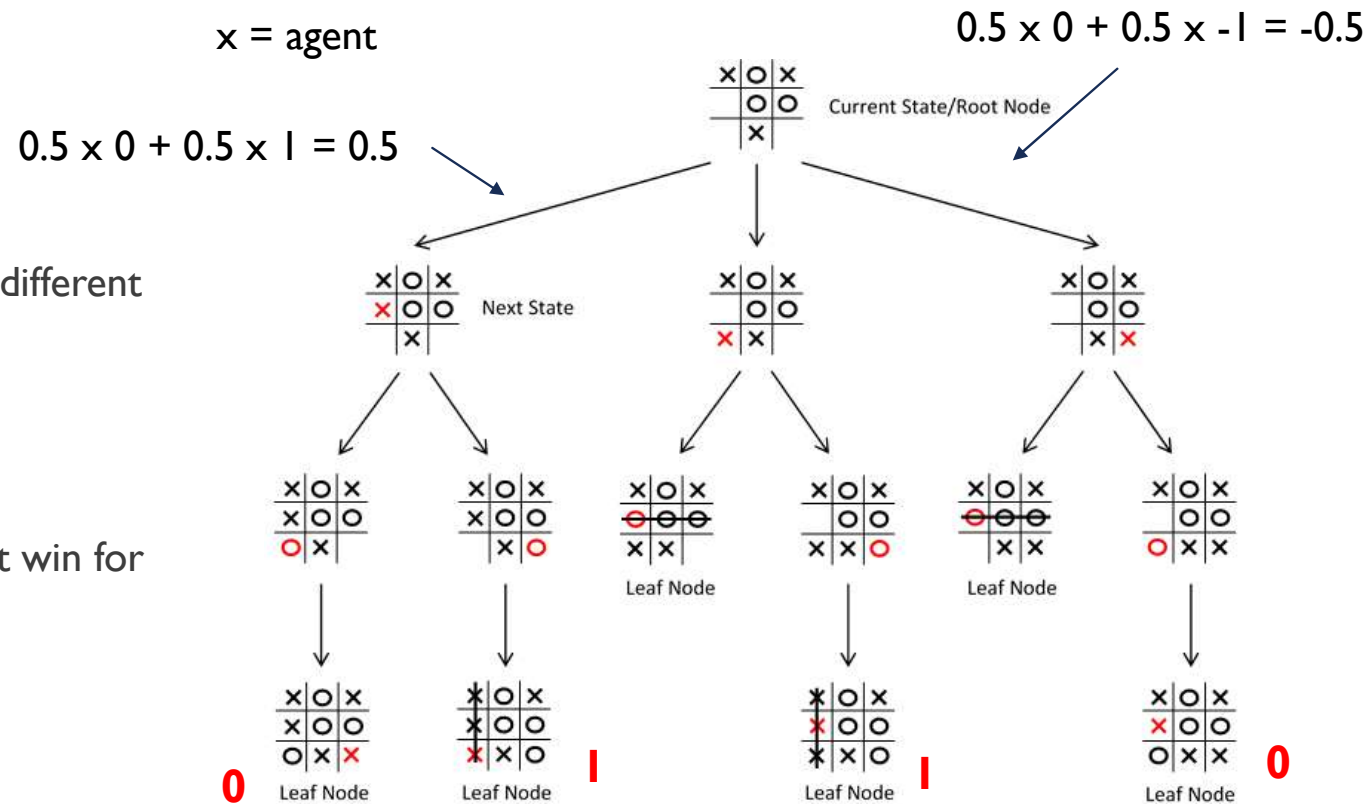 x = agent
0.5 x 0 + 0.5 x -1 = -0.5
X O X
O O
X
Current State/Root Node
0.5 x 0 + 0.5 x 1 = 0.5
different
X O X
X O O
X
Next State
X O X
O O
X X
X O X
O O
X X
t win for
X O X
X O O
O X
X O X
X O O
X O
X O X
O O O
X X
Leaf Node
X O X
O O
X X O
X O X
O O O
X X
Leaf Node
X O X
O O
O X X
X O X
X O O
O X X
0
Leaf Node
X O X
X O O
X X O
1
Leaf Node
X O X
X O O
X X O
1
Leaf Node
X O X
X O O
O X X
0
Leaf Node